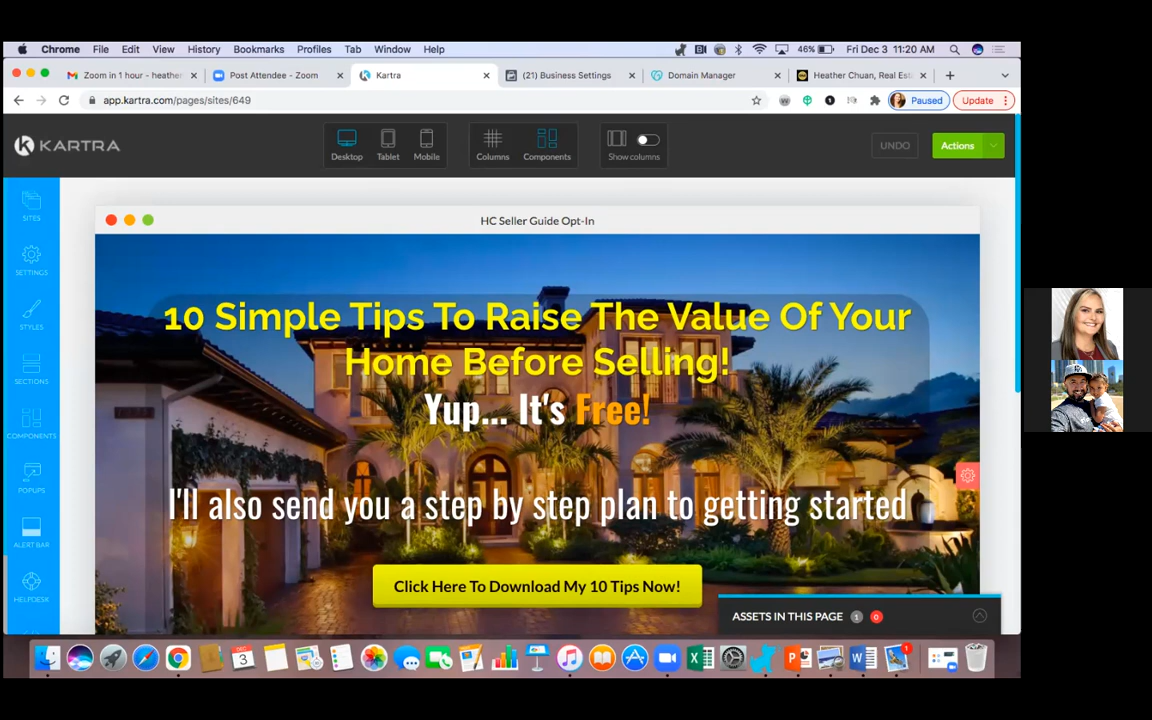 Chrome File Edit View History Bookmarks Profiles Tab Window Help 46% Fri Dec 3 11:20 AM
Zoom in 1 hour - heathe Post Attendee - Zoom Kartra (21) Business Settings Domain Manager Heather Chuan, Real Est
app.kartra.com/pages/sites/649 Paused Update
KARTRA Desktop Tablet Mobile Columns Components Show columns UNDO Actions
SITES
SETTINGS
STYLES
SECTIONS
COMPONENTS
POPUPS
ALERT BAR
HELPDESK
HC Seller Guide Opt-In
10 Simple Tips To Raise The Value Of Your
Home Before Selling!
Yup... It's Free!
I'll also send you a step by step plan to getting started
Click Here To Download My 10 Tips Now!
ASSETS IN THIS PAGE 1 0
DEC
3
1